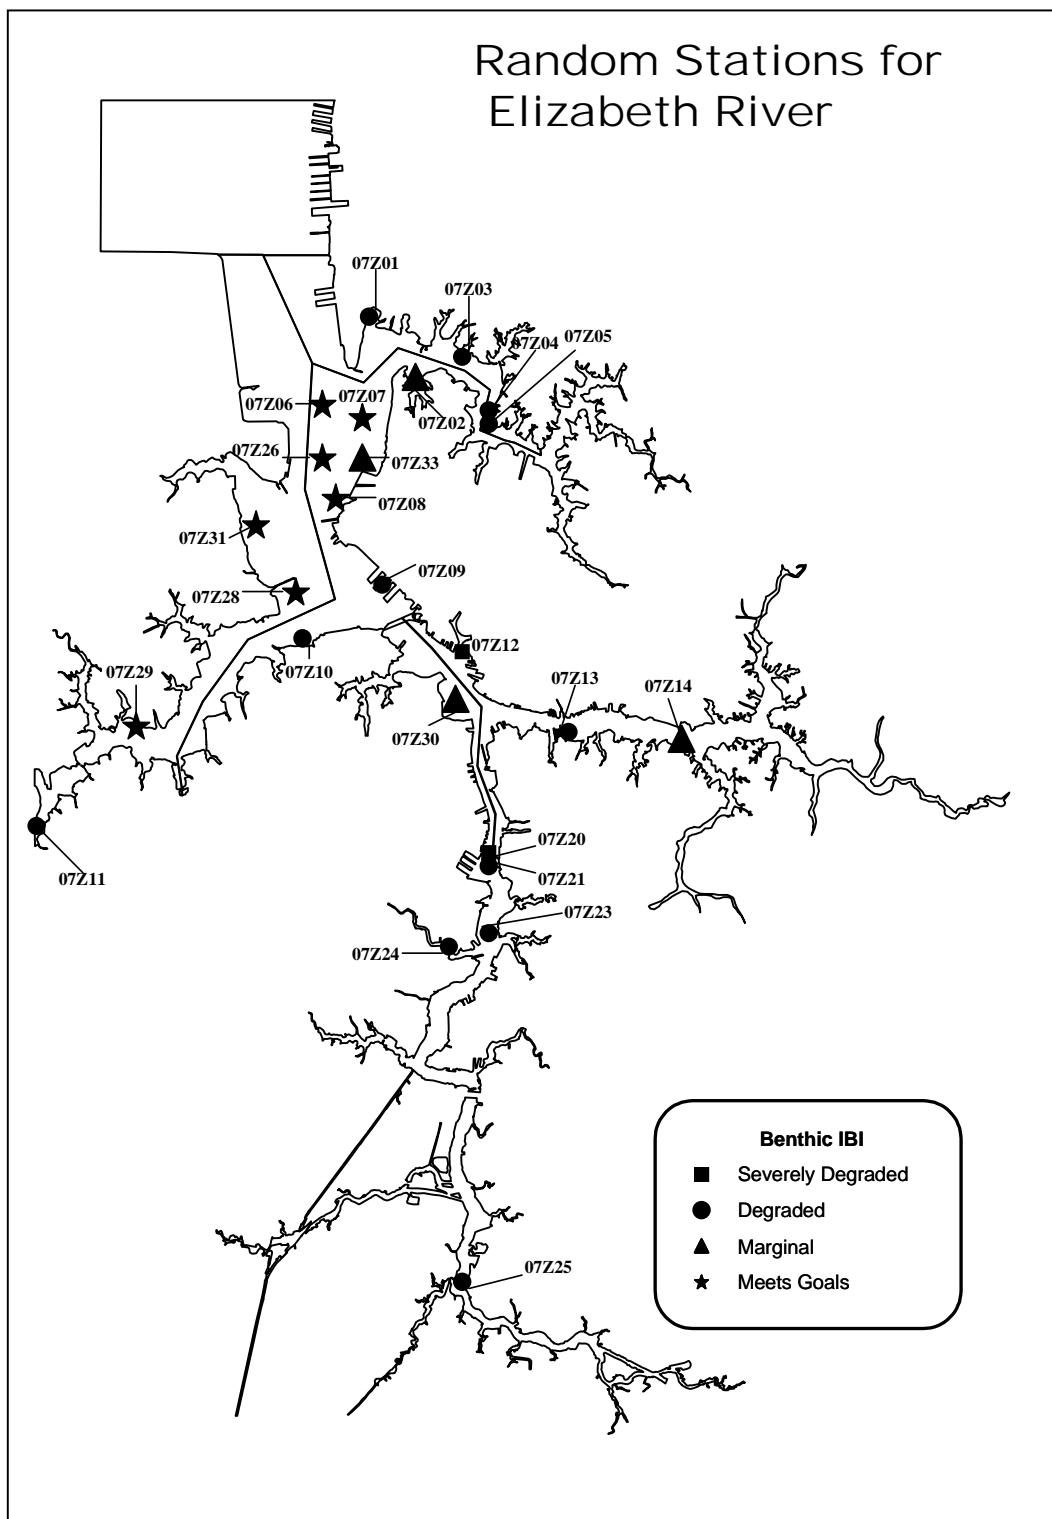 Random Stations for
Elizabeth River
07Z01
07Z03
07Z04
07Z05
07Z06
07Z07
07Z02
07Z26
07Z33
07Z08
07Z31
07Z09
07Z28
07Z12
07Z10
07Z29
07Z13
07Z14
07Z30
07Z20
07Z11
07Z21
07Z23
07Z24
07Z25
Benthic IBI
Severely Degraded
Degraded
Marginal
Meets Goals